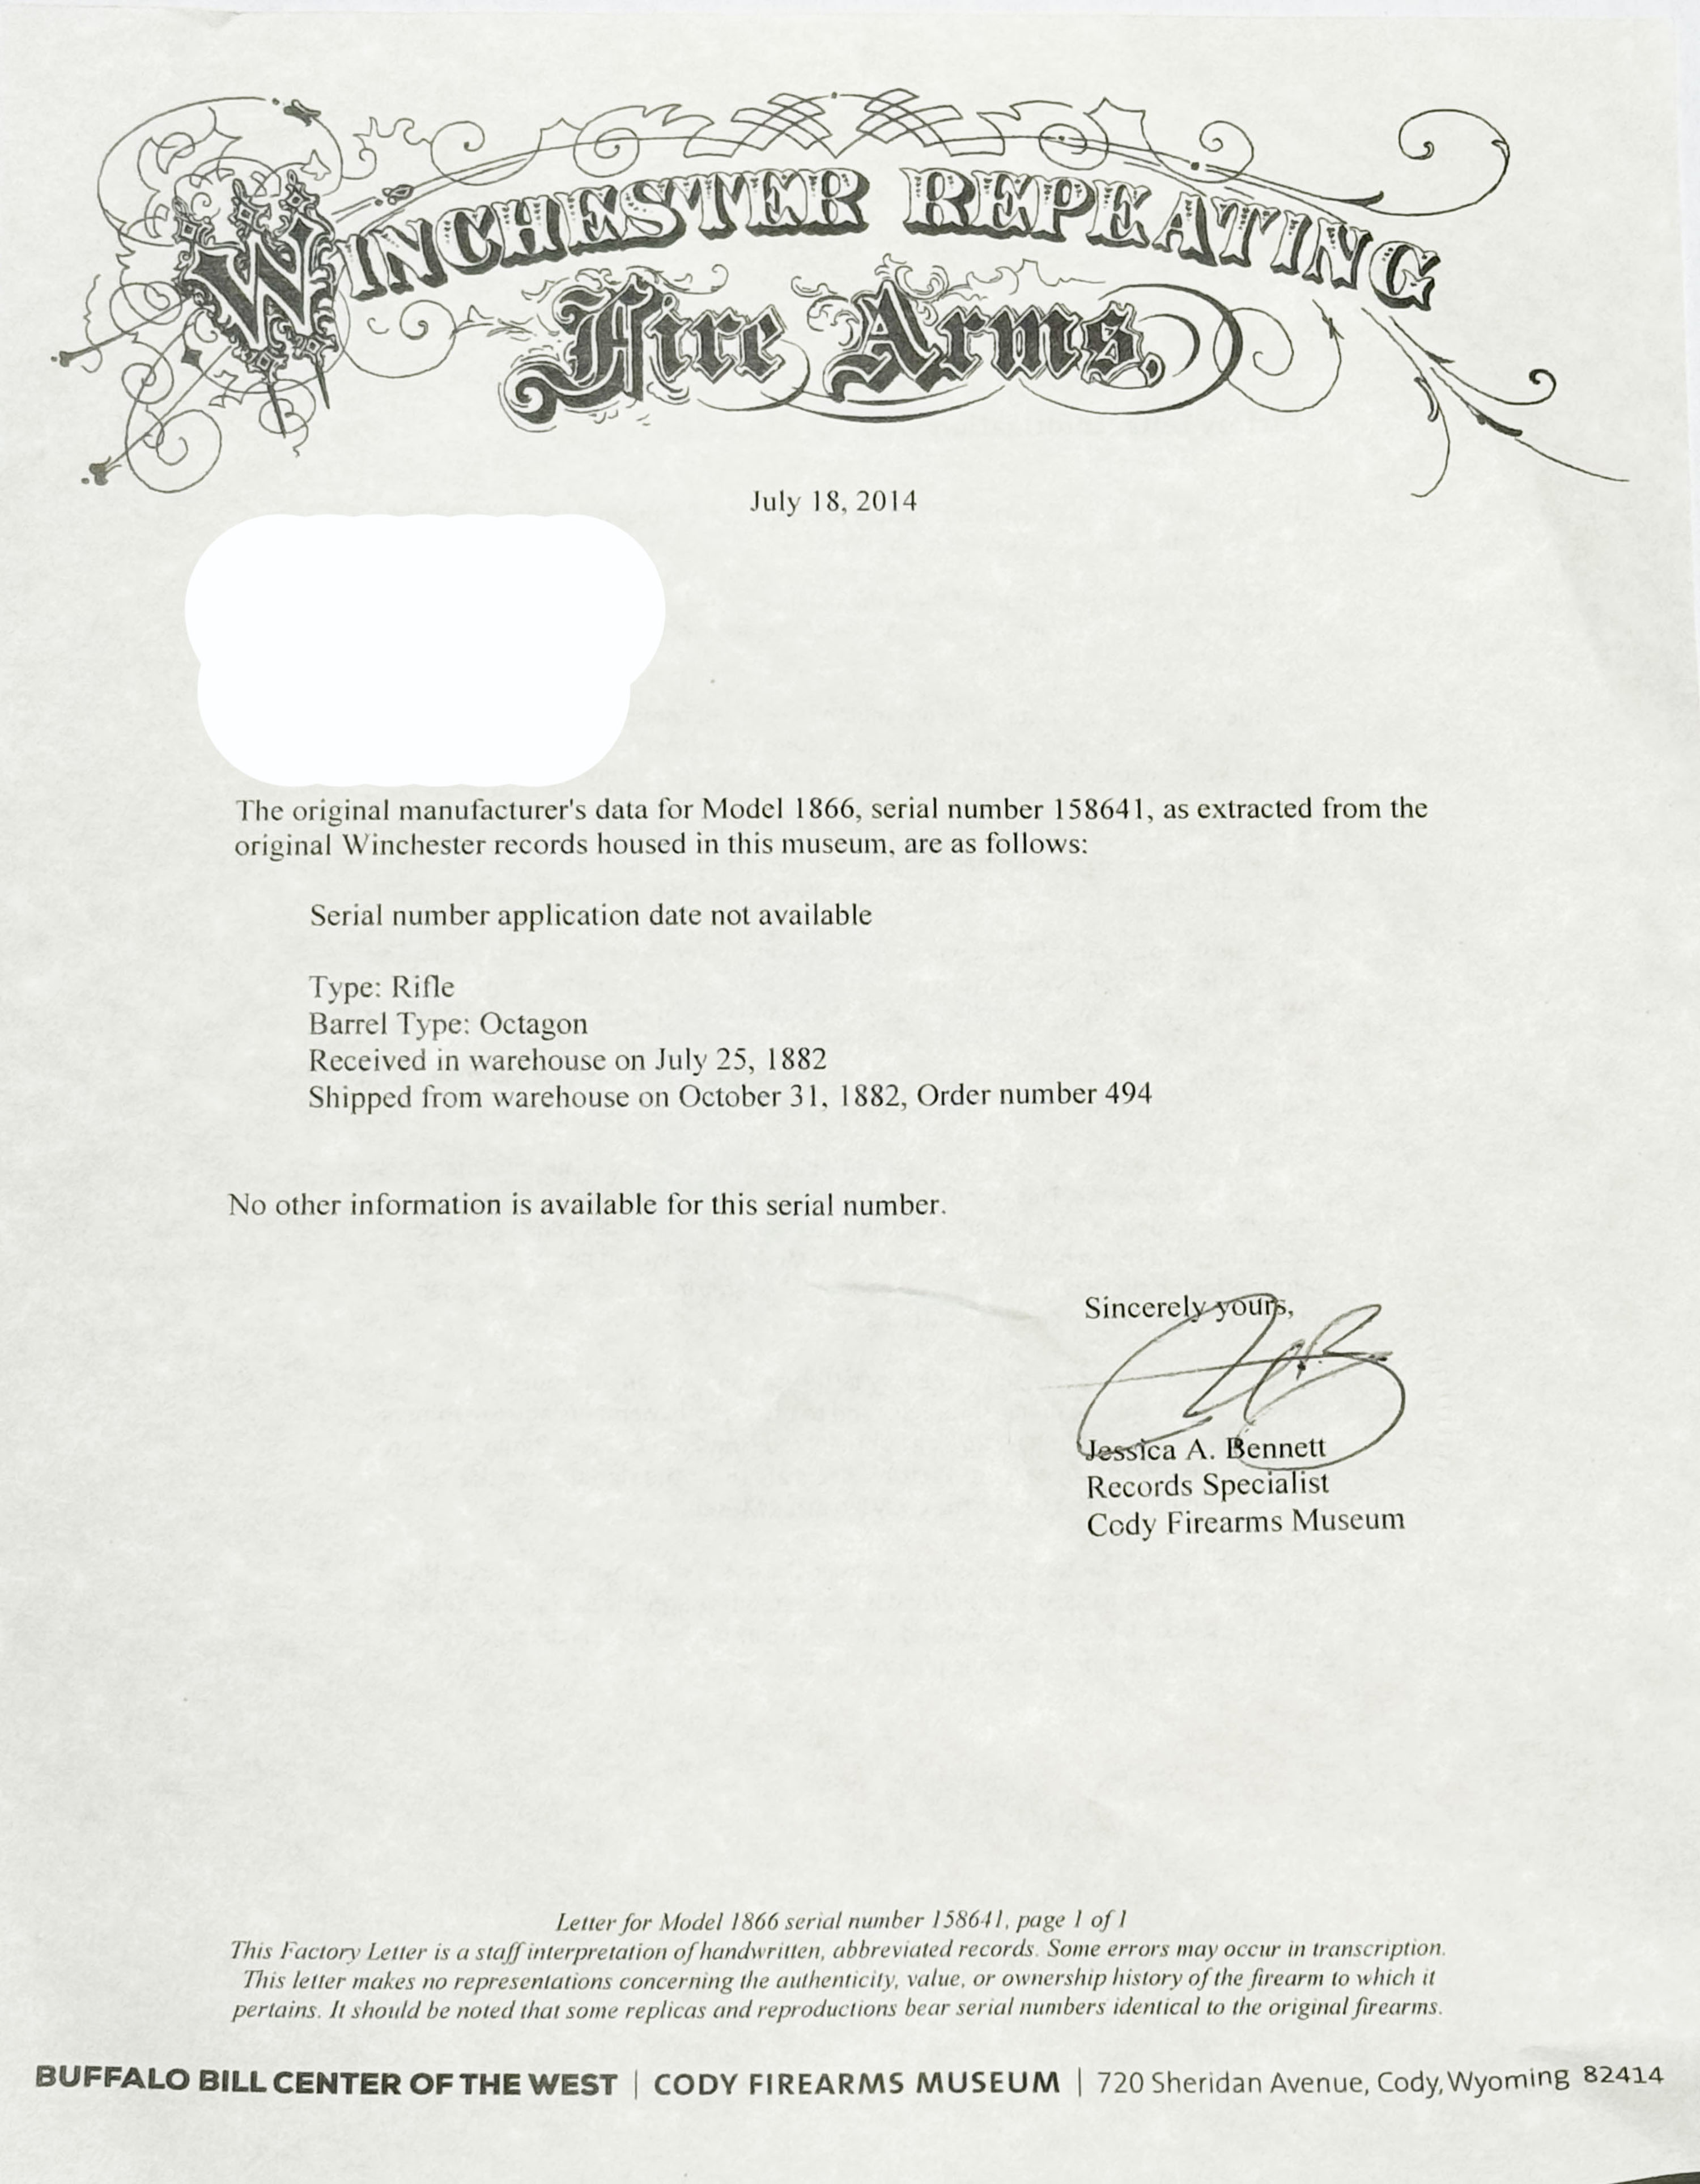 WINCHESTER REPEATING
Fire Arms,
July 18, 2014
The original manufacturer's data for Model 1866, serial number 158641, as extracted from the
original Winchester records housed in this museum, are as follows:
Serial number application date not available
Type: Rifle
Barrel Type: Octagon
Received in warehouse on July 25, 1882
Shipped from warehouse on October 31, 1882, Order number 494
No other information is available for this serial number.
Sincerely yours,
Jessica A. Bennett
Records Specialist
Cody Firearms Museum
Letter for Model 1866 serial number 158641, page 1 of 1
This Factory Letter is a staff interpretation of handwritten, abbreviated records. Some errors may occur in transcription.
This letter makes no representations concerning the authenticity, value, or ownership history of the firearm to which it
pertains. It should be noted that some replicas and reproductions bear serial numbers identical to the original firearms.
BUFFALO BILL CENTER OF THE WEST | CODY FIREARMS MUSEUM | 720 Sheridan Avenue, Cody, Wyoming 82414